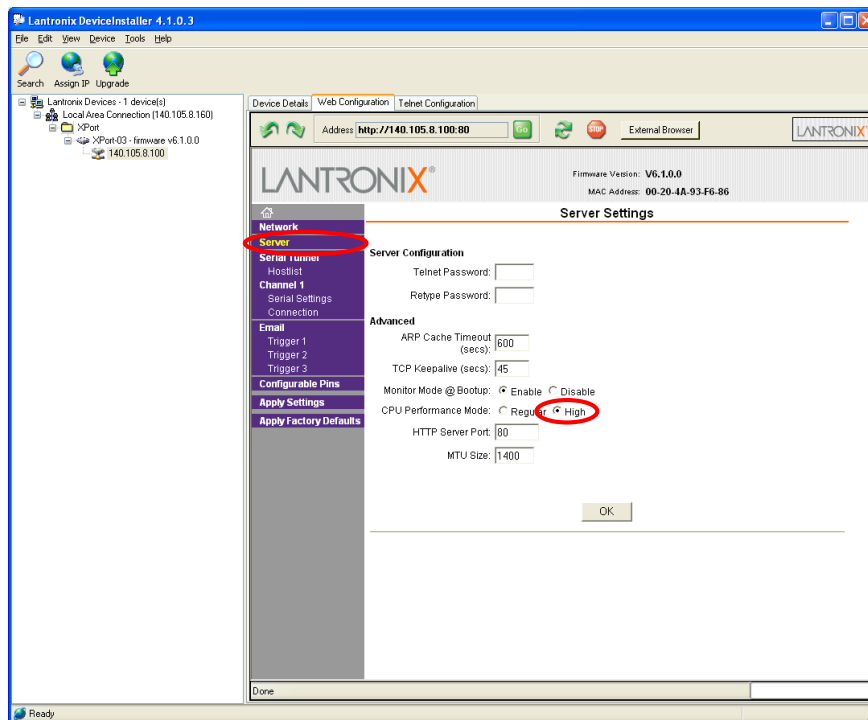 Lantronix DeviceInstaller 4.1.0.3
File Edit View Device Tools Help
Search Assign IP Upgrade
Lantronix Devices - 1 device(s)
Local Area Connection (140.105.8.160)
XPort
XPort-03 - firmware v6.1.0.0
140.105.8.100
Device Details Web Configuration Telnet Configuration
Address http://140.105.8.100:80 Go STOP External Browser LANTRONIX
LANTRONIX®
Firmware Version: V6.1.0.0
MAC Address: 00-20-4A-93-F6-86
Network
Server
Serial Tunnel
Hostlist
Channel 1
Serial Settings
Connection
Email
Trigger 1
Trigger 2
Trigger 3
Configurable Pins
Apply Settings
Apply Factory Defaults
Server Settings
Server Configuration
Telnet Password:
Retype Password:
Advanced
ARP Cache Timeout (secs): 600
TCP Keepalive (secs): 45
Monitor Mode @ Bootup: Enable Disable
CPU Performance Mode: Regular High
HTTP Server Port: 80
MTU Size: 1400
OK
Done
Ready